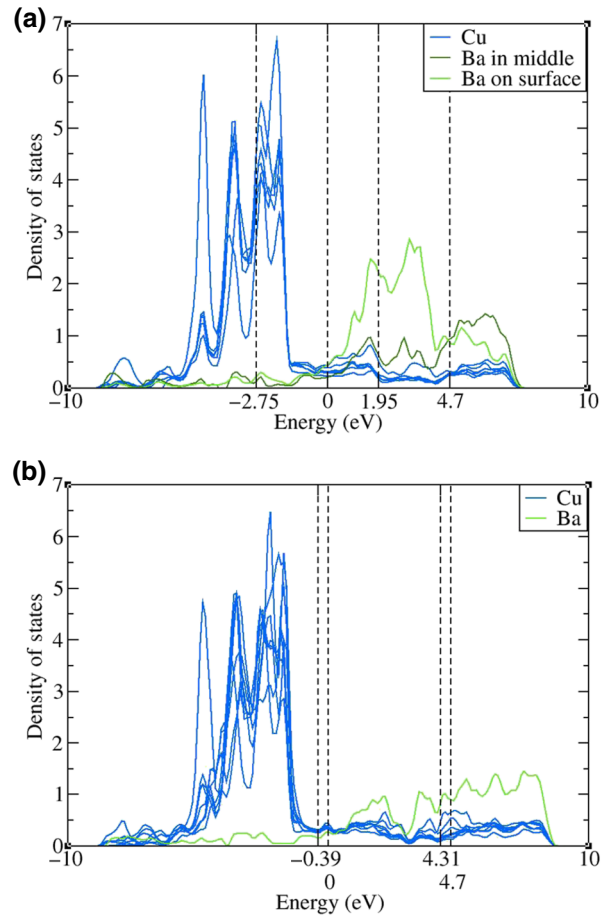 (a)
Cu
Ba in middle
Ba on surface
Density of states
7
6
5
4
3
2
1
0
−10
−2.75
0
1.95
4.7
10
Energy (eV)
(b)
Cu
Ba
Density of states
7
6
5
4
3
2
1
0
−10
−0.39
4.31
10
0
4.7
Energy (eV)